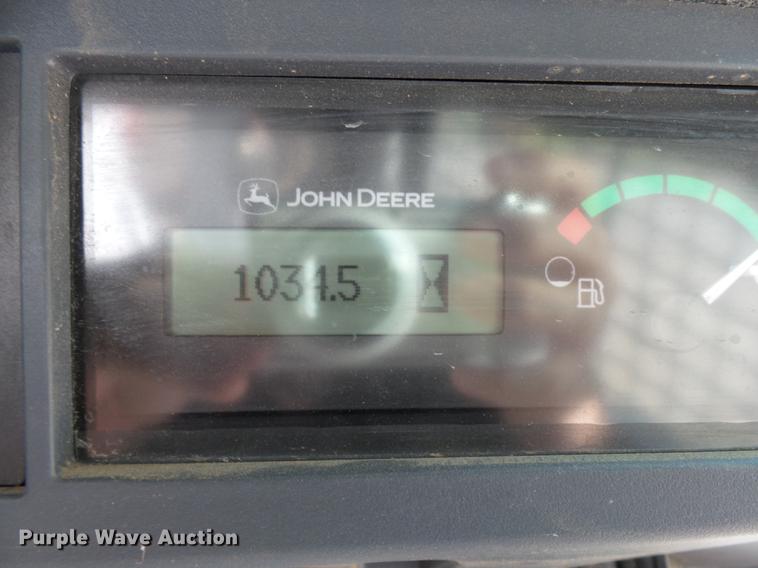 JOHN DEERE
1034.5
Purple Wave Auction